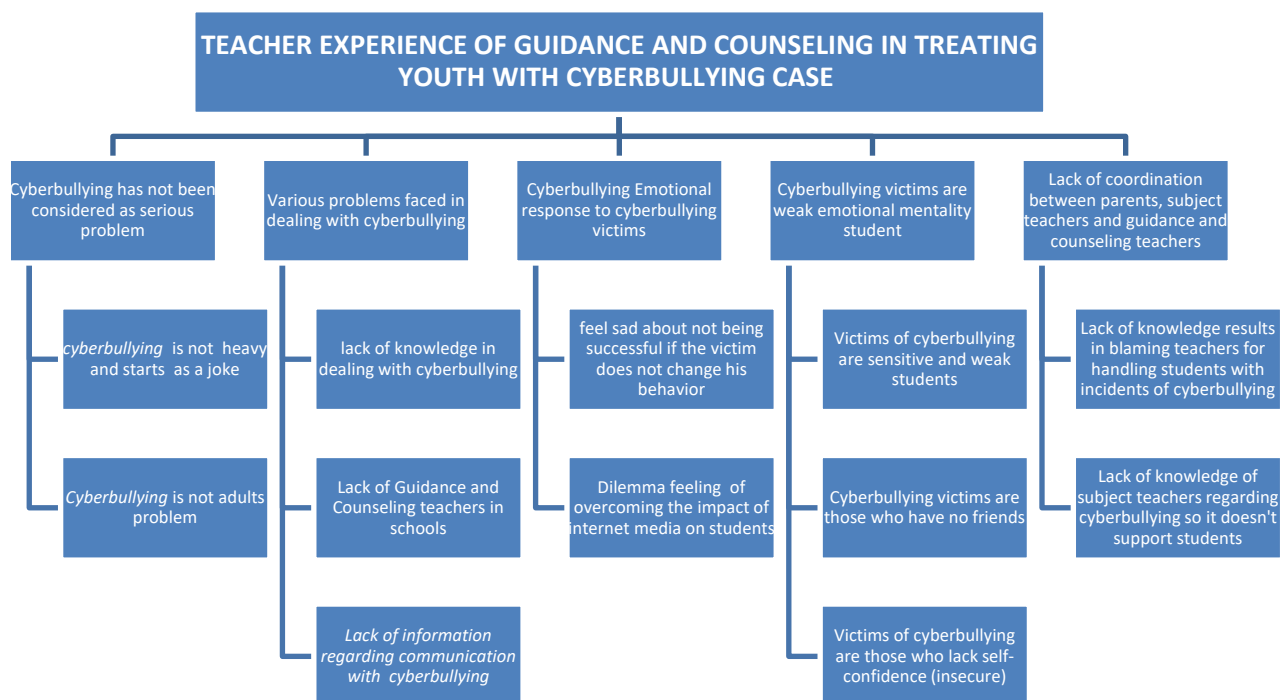 TEACHER EXPERIENCE OF GUIDANCE AND COUNSELING IN TREATING
YOUTH WITH CYBERBULLYING CASE
Cyberbullying has not been
considered as serious
problem
cyberbullying is not heavy
and starts as a joke
Cyberbullying is not adults
problem
Various problems faced in
dealing with cyberbullying
lack of knowledge in
dealing with cyberbullying
Lack of Guidance and
Counseling teachers in
schools
Lack of information
regarding communication
with cyberbullying
Cyberbullying Emotional
response to cyberbullying
victims
feel sad about not being
successful if the victim
does not change his
behavior
Dilemma feeling of
overcoming the impact of
internet media on students
Cyberbullying victims are
weak emotional mentality
student
Victims of cyberbullying
are sensitive and weak
students
Cyberbullying victims are
those who have no friends
Victims of cyberbullying
are those who lack self-
confidence (insecure)
Lack of coordination
between parents, subject
teachers and guidance and
counseling teachers
Lack of knowledge results
in blaming teachers for
handling students with
incidents of cyberbullying
Lack of knowledge of
subject teachers regarding
cyberbullying so it doesn't
support students